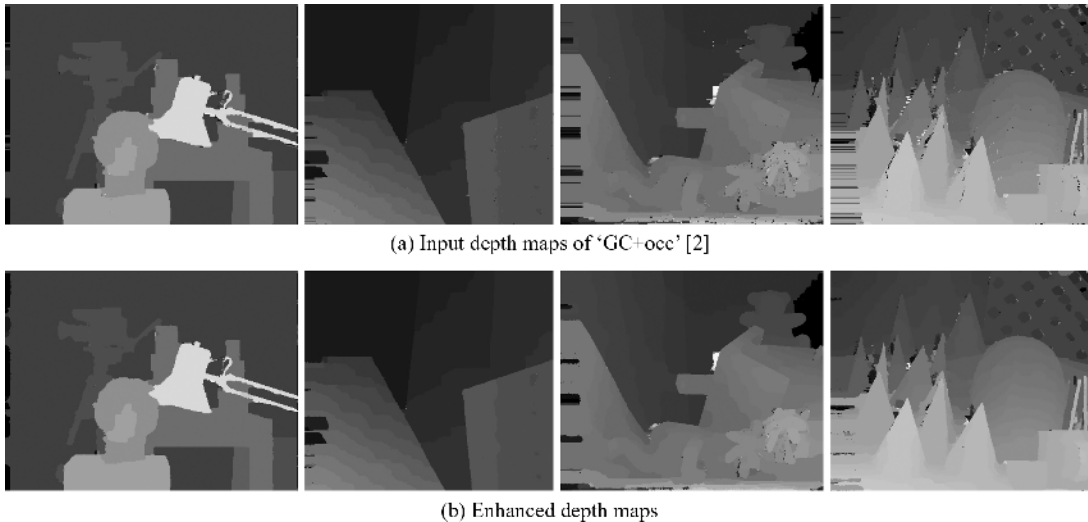 (a) Input depth maps of ‘GC+occ’ [2]
(b) Enhanced depth maps